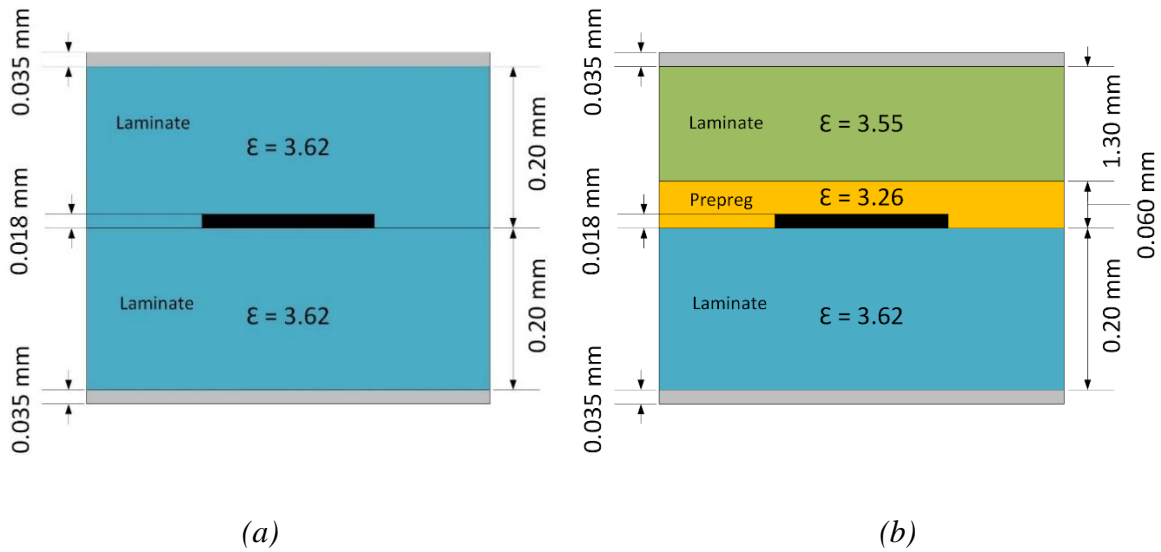 0.035 mm
Laminate
Ɛ = 3.62
0.20 mm
0.018 mm
Laminate
Ɛ = 3.62
0.20 mm
0.035 mm
(a)
0.035 mm
Laminate
Ɛ = 3.55
1.30 mm
Prepreg
Ɛ = 3.26
0.060 mm
0.018 mm
Laminate
Ɛ = 3.62
0.20 mm
0.035 mm
(b)